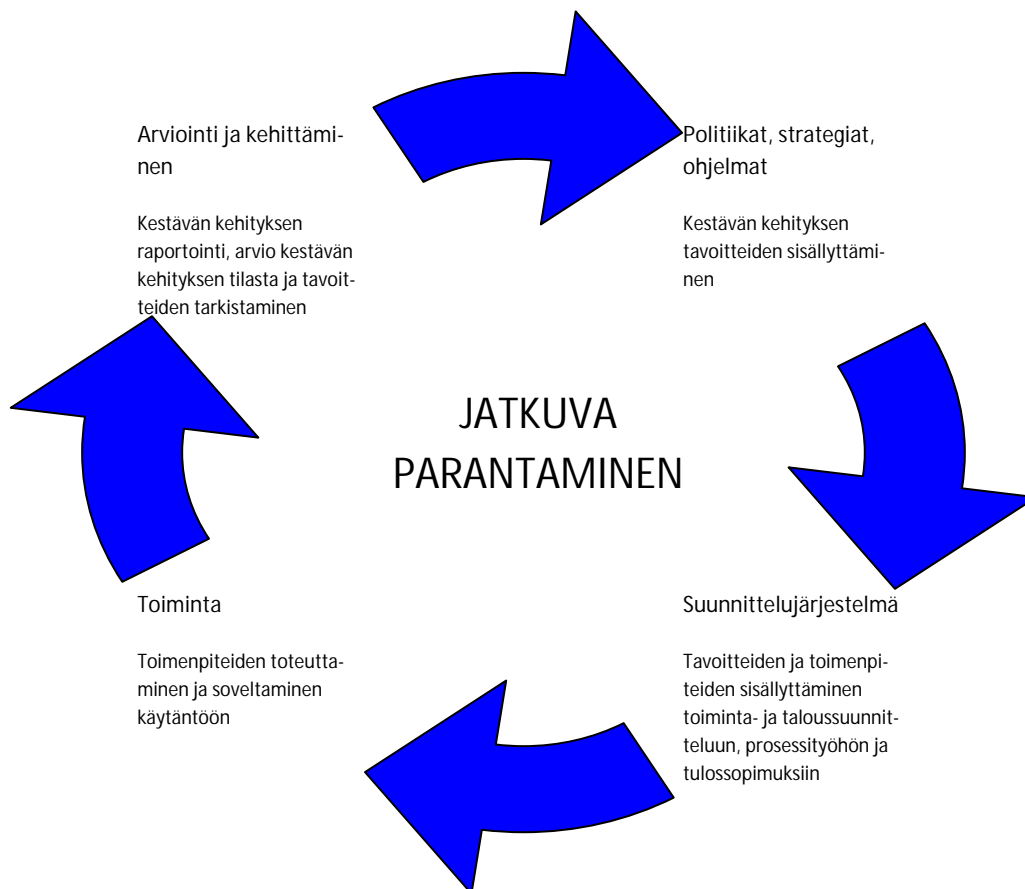 Arviointi ja kehittämi-
nen
Kestävän kehityksen
raportointi, arvio kestävän
kehityksen tilasta ja tavoit-
teiden tarkistaminen
Politiikat, strategiat,
ohjelmat
Kestävän kehityksen
tavoitteiden sisällyttämi-
nen
JATKUVA
PARANTAMINEN
Toiminta
Toimenpiteiden toteutta-
minen ja soveltaminen
käytäntöön
Suunnittelujärjestelmä
Tavoitteiden ja toimenpi-
teiden sisällyttäminen
toiminta- ja taloussuunnit-
teluun, prosessityöhön ja
tulossopimuksiin